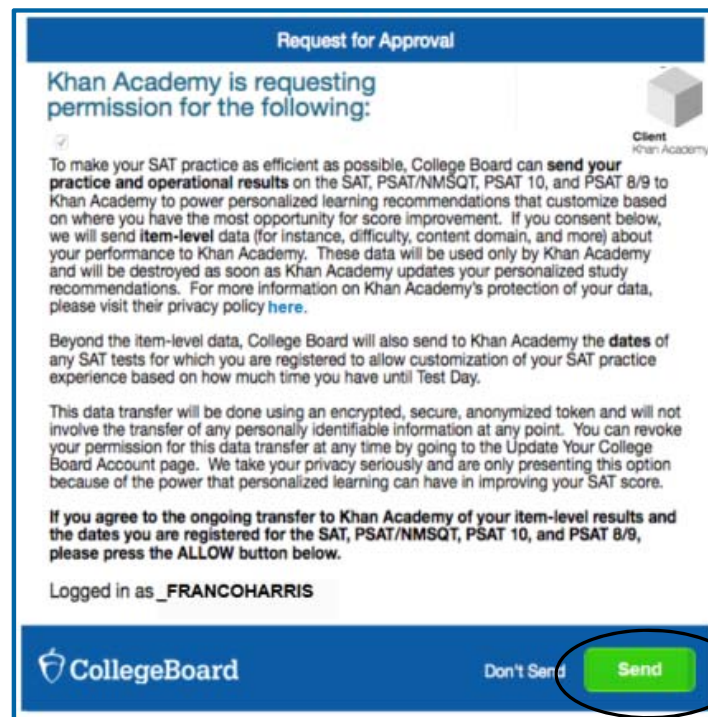 Request for Approval
Khan Academy is requesting
permission for the following:
Client
Khan Academy
To make your SAT practice as efficient as possible, College Board can send your
practice and operational results on the SAT, PSAT/NMSQT, PSAT 10, and PSAT 8/9 to
Khan Academy to power personalized learning recommendations that customize based
on where you have the most opportunity for score improvement. If you consent below,
we will send item-level data (for instance, difficulty, content domain, and more) about
your performance to Khan Academy. These data will be used only by Khan Academy
and will be destroyed as soon as Khan Academy updates your personalized study
recommendations. For more information on Khan Academy's protection of your data,
please visit their privacy policy here.
Beyond the item-level data, College Board will also send to Khan Academy the dates of
any SAT tests for which you are registered to allow customization of your SAT practice
experience based on how much time you have until Test Day.
This data transfer will be done using an encrypted, secure, anonymized token and will not
involve the transfer of any personally identifiable information at any point. You can revoke
your permission for this data transfer at any time by going to the Update Your College
Board Account page. We take your privacy seriously and are only presenting this option
because of the power that personalized learning can have in improving your SAT score.
If you agree to the ongoing transfer to Khan Academy of your item-level results and
the dates you are registered for the SAT, PSAT/NMSQT, PSAT 10, and PSAT 8/9,
please press the ALLOW button below.
Logged in as _FRANCOHARRIS
CollegeBoard
Don't Send
Send